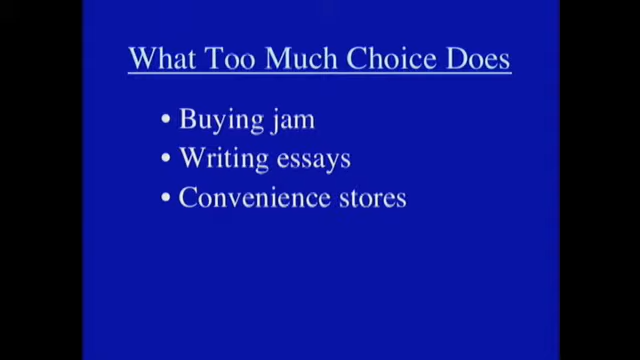 What Too Much Choice Does
• Buying jam
• Writing essays
• Convenience stores